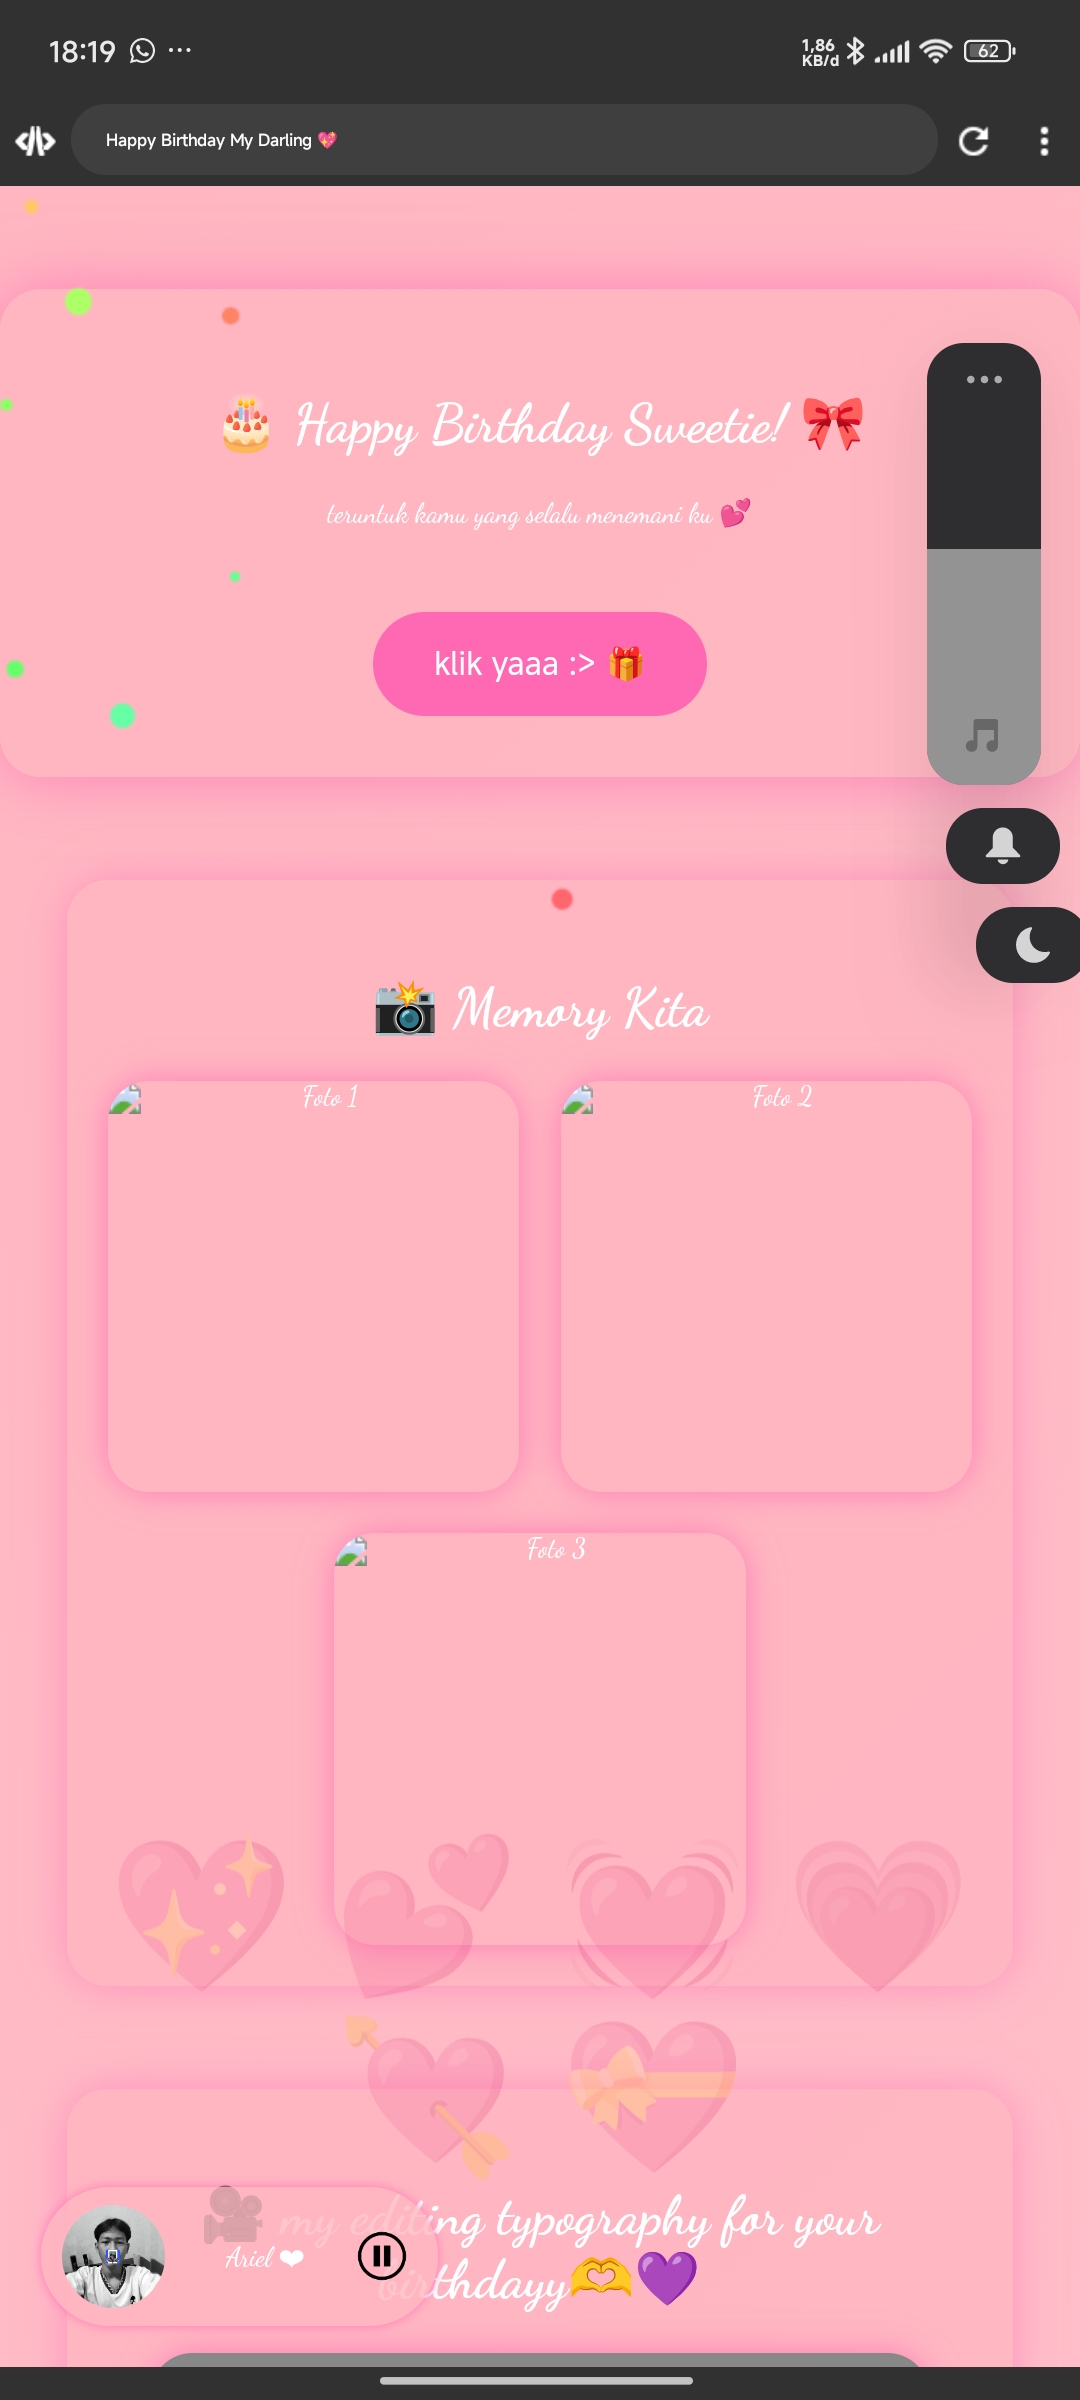 18:19
1,86
KB/d
62
Happy Birthday My Darling 💖
🎂 Happy Birthday Sweetie! 🎀
teruntuk kamu yang selalu menemani ku 💕
klik yaaa :> 🎁
📸 Memory Kita
Foto 1
Foto 2
Foto 3
🎥 my editing typography for your
birthdayy🫶💜
Ariel ❤